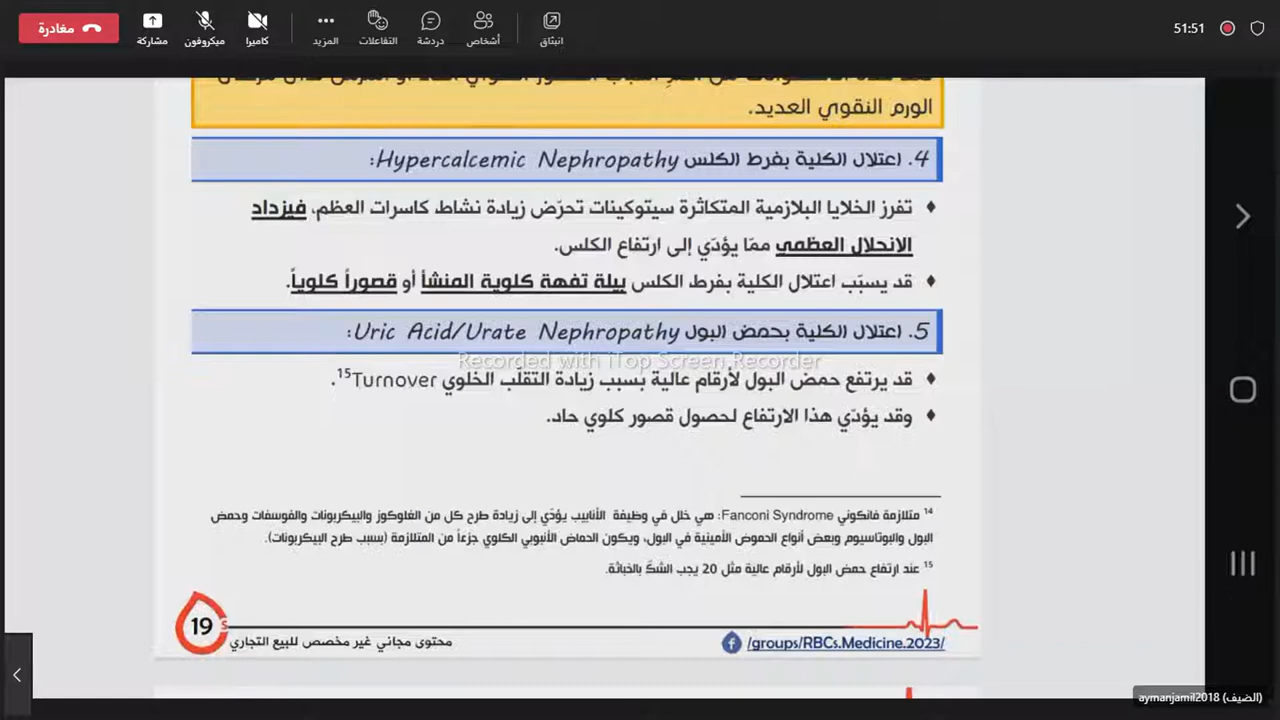 مغادرة
مشاركة
ميكروفون
كاميرا
المزيد
التفاعلات
دردشة
أشخاص
انبثاق
51:51
الورم النقوي العديد.
4. اعتلال الكلية بفرط الكلس Hypercalcemic Nephropathy:
♦ تفرز الخلايا البلازمية المتكاثرة سيتوكينات تحرّض زيادة نشاط كاسرات العظم، فيزداد
الانحلال العظمي ممّا يؤدّي إلى ارتفاع الكلس.
♦ قد يسبّب اعتلال الكلية بفرط الكلس بيلة تفهة كلوية المنشأ أو قصوراً كلوياً.
5. اعتلال الكلية بحمض البول Uric Acid/Urate Nephropathy:
Recorded with iTop Screen Recorder
♦ قد يرتفع حمض البول لأرقام عالية بسبب زيادة التقلّب الخلوي Turnover15.
♦ وقد يؤدّي هذا الارتفاع لحصول قصور كلوي حاد.
14 متلازمة فانكوني Fanconi Syndrome: هي خلل في وظيفة الأنابيب يؤدّي إلى زيادة طرح كل من الغلوكوز والبيكربونات والفوسفات وحمض
البول والبوتاسيوم وبعض أنواع الحموض الأمينية في البول، ويكون الحماض الأنبوبي الكلوي جزءاً من المتلازمة (بسبب طرح البيكربونات).
15 عند ارتفاع حمض البول لأرقام عالية مثل 20 يجب الشكّ بالخباثة.
19
محتوى مجاني غير مخصص للبيع التجاري
/groups/RBCs.Medicine.2023/
aymanjamil2018 (الضيف)